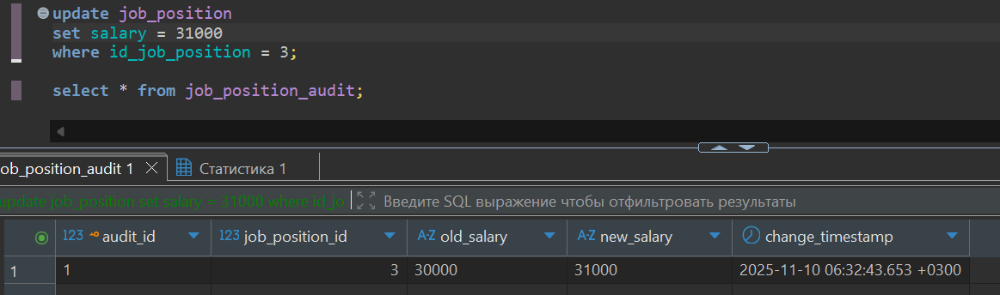 update job_position
set salary = 31000
where id_job_position = 3;
select * from job_position_audit;
ob_position_audit 1
Статистика 1
update job_position set salary = 31000 where id_jo
Введите SQL выражение чтобы отфильтровать результаты
123 audit_id
123 job_position_id
A-Z old_salary
A-Z new_salary
change_timestamp
1 1 3 30000 31000 2025-11-10 06:32:43.653 +0300